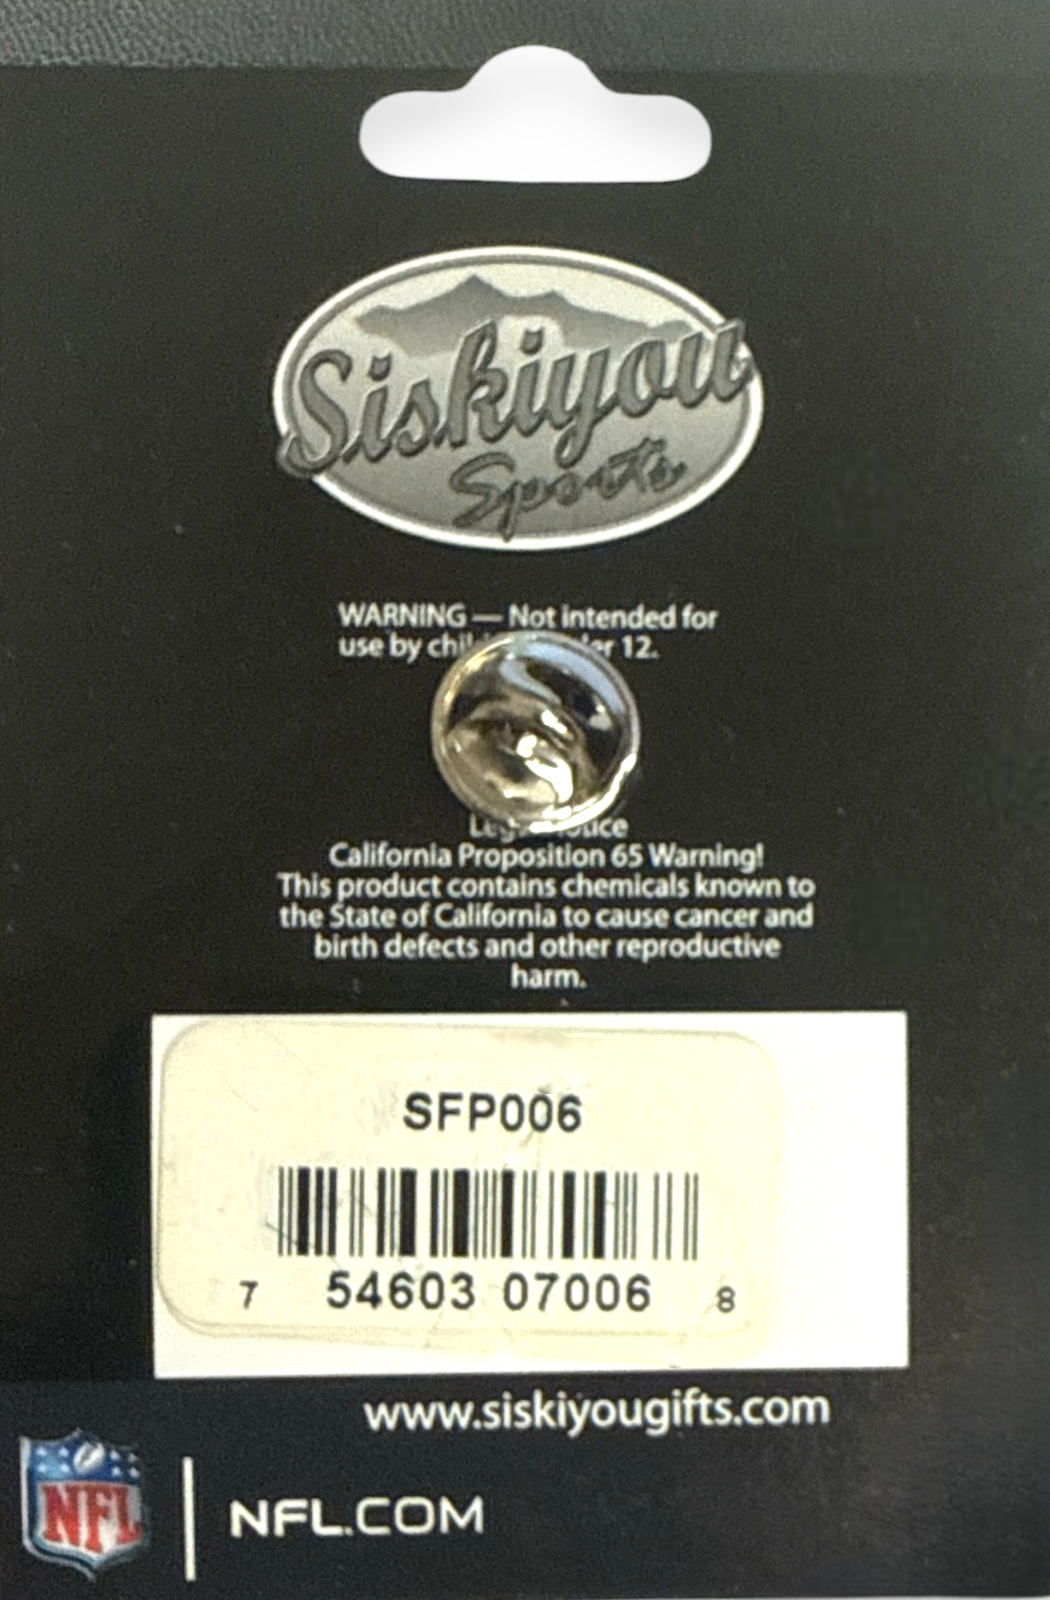 Siskiyou
Sports
WARNING — Not intended for
use by 12.
Notice
California Proposition 65 Warning!
This product contains chemicals known to
the State of California to cause cancer and
birth defects and other reproductive
harm.
SFP006
7 54603 07006 8
www.siskiyougifts.com
NFL
NFL.COM